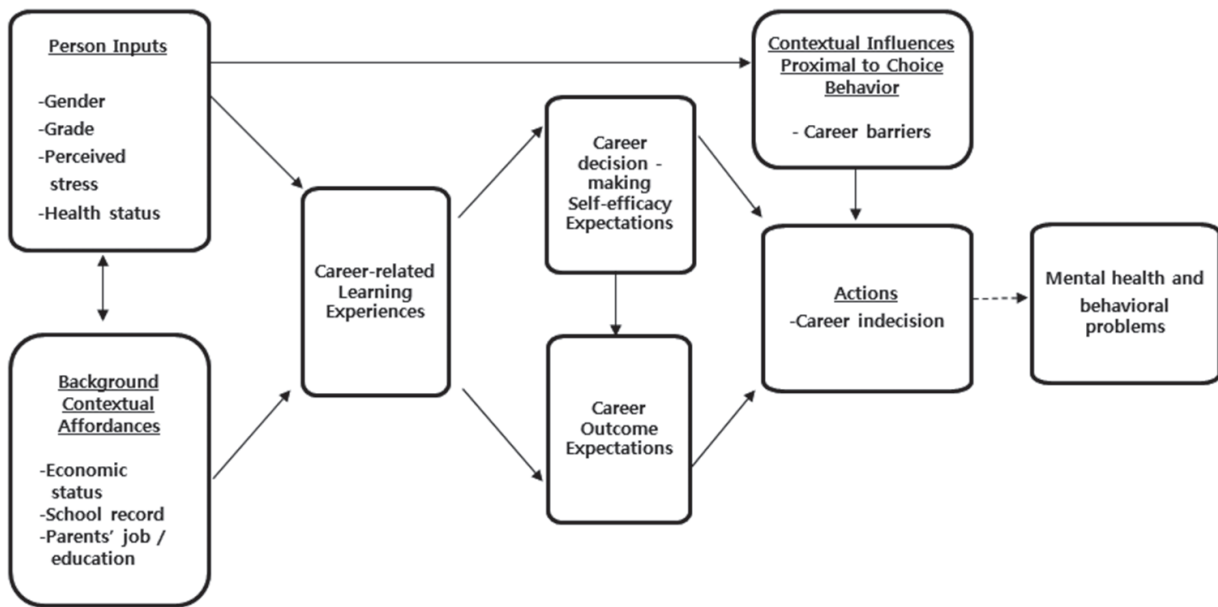 Person Inputs
-Gender
-Grade
-Perceived
stress
-Health status
Background
Contextual
Affordances
-Economic
status
-School record
-Parents' job /
education
Career-related
Learning
Experiences
Career
decision -
making
Self-efficacy
Expectations
Career
Outcome
Expectations
Contextual Influences
Proximal to Choice
Behavior
- Career barriers
Actions
-Career indecision
Mental health and
behavioral
problems